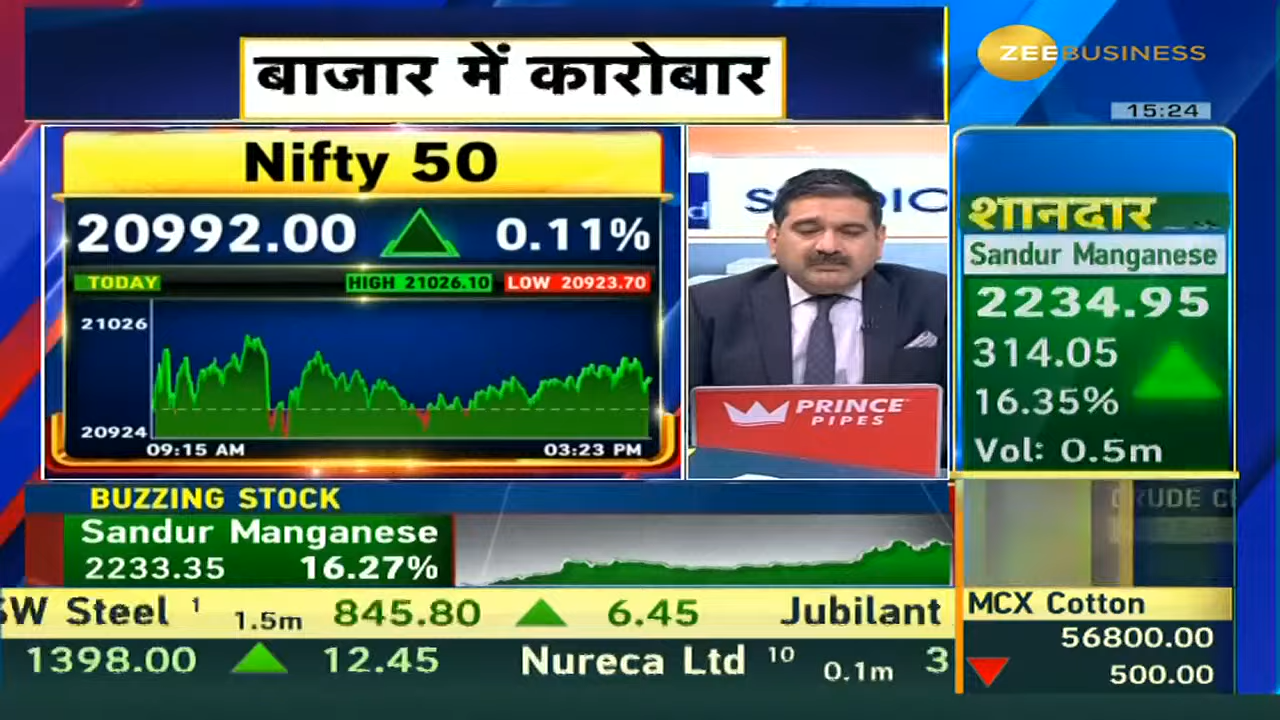 बाजार में कारोबार
ZEEBUSINESS
15:24
Nifty 50
20992.00 0.11%
TODAY HIGH 21026.10 LOW 20923.70
21026
20924
09:15 AM 03:23 PM
PRINCE
PIPES
शानदार
Sandur Manganese
2234.95
314.05
16.35%
Vol: 0.5m
BUZZING STOCK
Sandur Manganese
2233.35 16.27%
SW Steel 1 1.5m 845.80 6.45 Jubilant
1398.00 12.45 Nureca Ltd 10 0.1m 3
MCX Cotton
56800.00
500.00